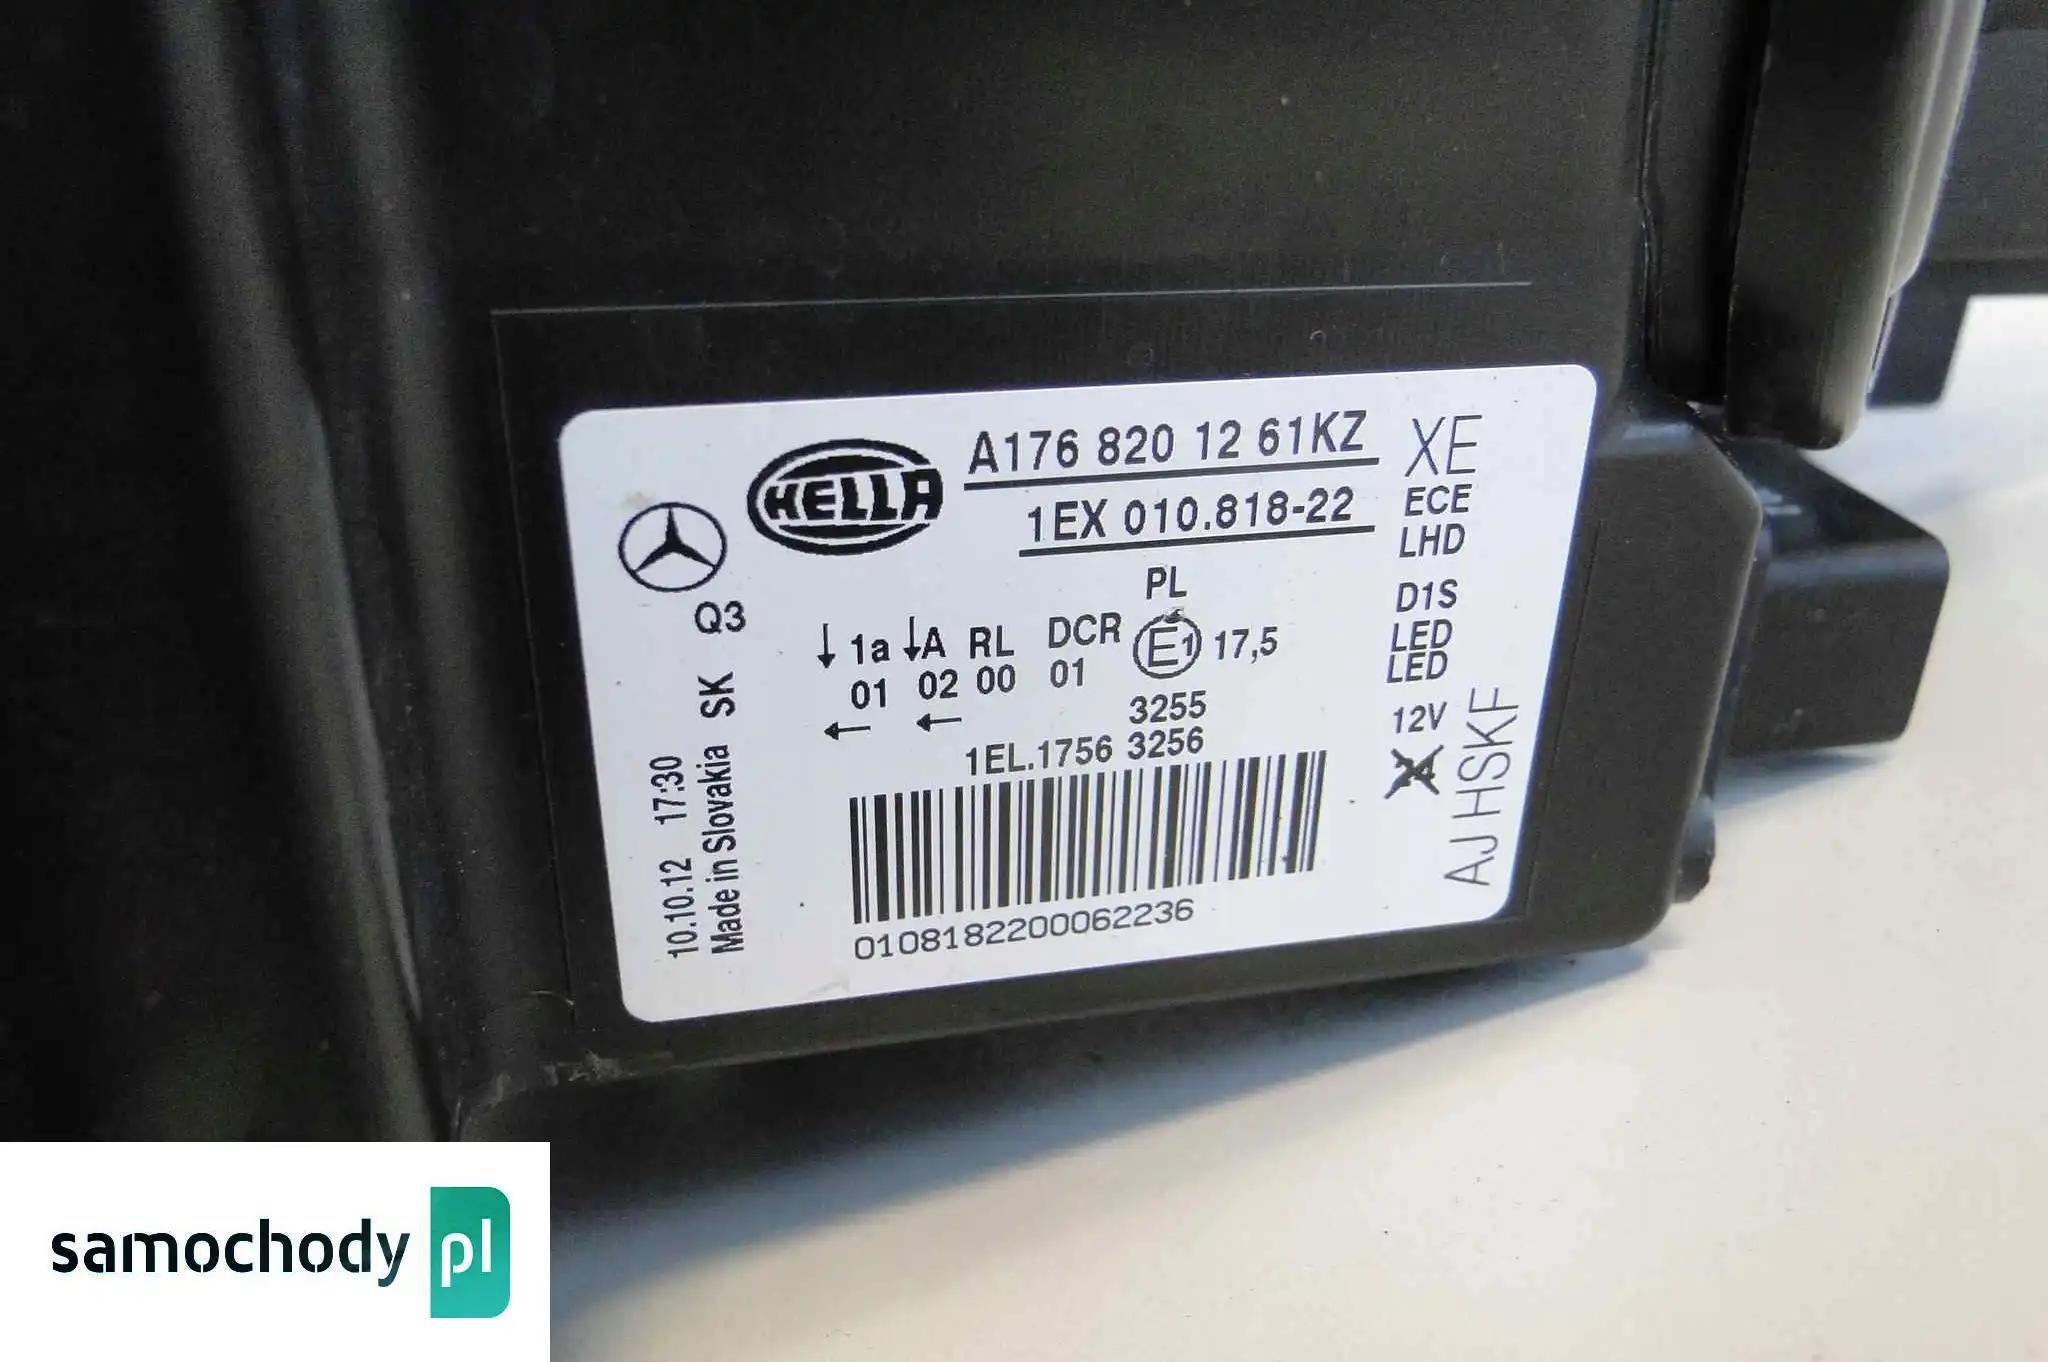 HELLA
A176 820 12 61KZ
1EX 010.818-22
XE
ECE
LHD
D1S
LED
LED
12V
AJ HSKF
Q3
PL
↓ 1a ↓A RL DCR E1 17,5
01 02 00 01
← ←
3255
1EL.1756 3256
10.10.12 17:30
Made in Slovakia SK
0108182200062236
samochody pl